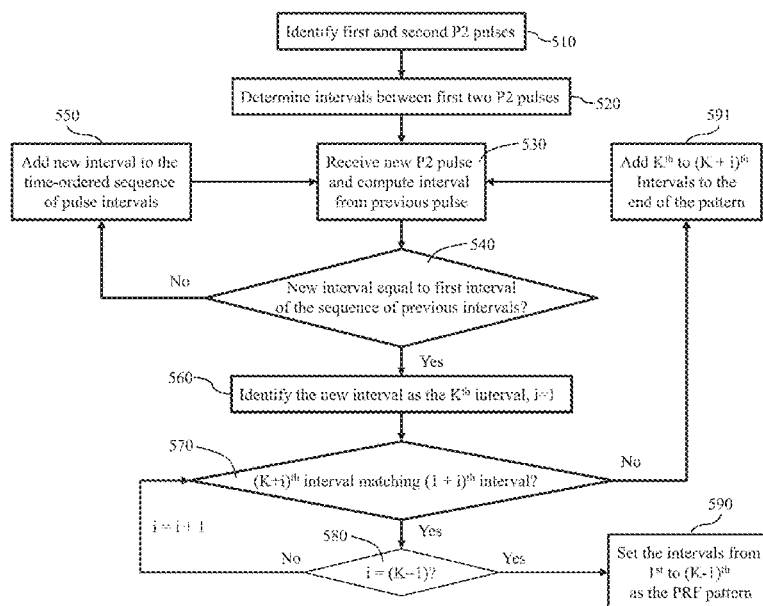 Identify first and second P2 pulses
510
Determine intervals between first two P2 pulses
520
550
Add new interval to the
time-ordered sequence
of pulse intervals
530
Receive new P2 pulse
and compute interval
from previous pulse
591
Add Kth to (K + i)th
Intervals to the
end of the pattern
540
New interval equal to first interval
of the sequence of previous intervals?
No
Yes
560
Identify the new interval as the Kth interval, i=1
570
(K+i)th interval matching (1 + i)th interval?
No
i = i + 1
Yes
580
i = (K-1)?
No
Yes
590
Set the intervals from
1st to (K-1)th
as the PRF pattern